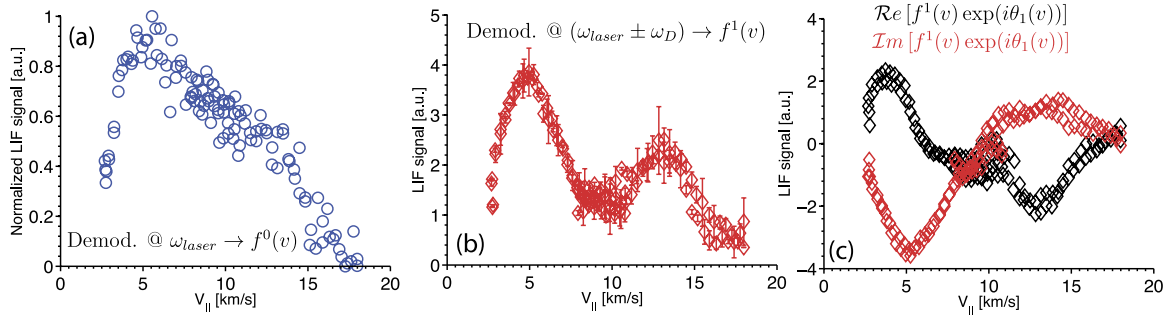 (a)
Normalized LIF signal [a.u.]
1
0.8
0.6
0.4
0.2
0
Demod. @ ω_laser → f⁰(v)
0 5 10 15 20
V_|| [km/s]
Demod. @ (ω_laser ± ω_D) → f¹(v)
LIF signal [a.u.]
5
4
3
2
1
0
(b)
0 5 10 15 20
V_|| [km/s]
Re [f¹(v) exp(iθ₁(v))]
Im [f¹(v) exp(iθ₁(v))]
LIF signal [a.u.]
4
2
0
−2
−4
(c)
0 5 10 15 20
V_|| [km/s]